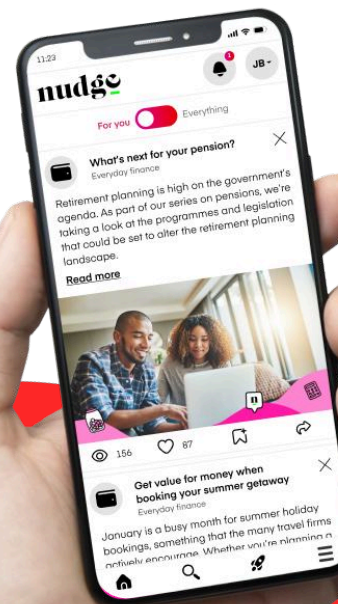 11:23
nudge
JB
For you Everything
What's next for your pension?
Everyday finance
Retirement planning is high on the government's
agenda. As part of our series on pensions, we're
taking a look at the programmes and legislation
that could be set to alter the retirement planning
landscape.
Read more
156 87
Get value for money when
booking your summer getaway
Everyday finance
January is a busy month for summer holiday
bookings, something that the many travel firms
actively encourage. Whether you're planning a